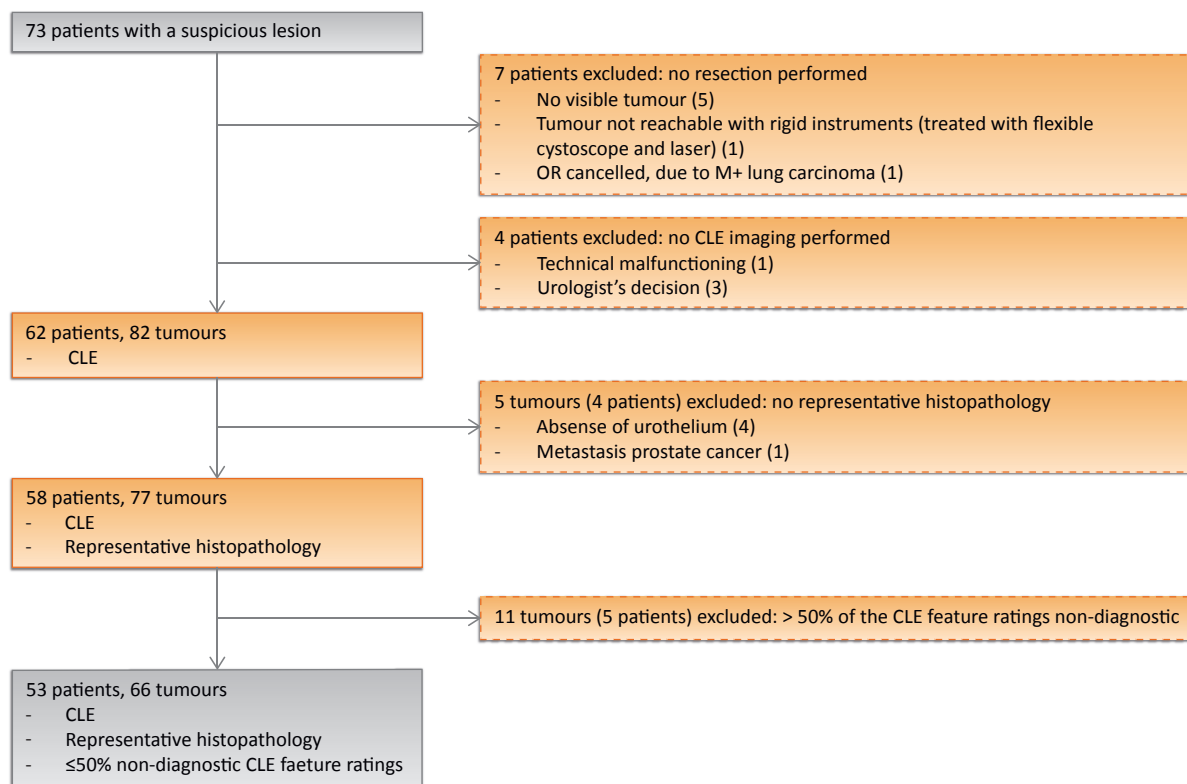 73 patients with a suspicious lesion
7 patients excluded: no resection performed
- No visible tumour (5)
- Tumour not reachable with rigid instruments (treated with flexible
cystoscope and laser) (1)
- OR cancelled, due to M+ lung carcinoma (1)
4 patients excluded: no CLE imaging performed
- Technical malfunctioning (1)
- Urologist's decision (3)
62 patients, 82 tumours
- CLE
5 tumours (4 patients) excluded: no representative histopathology
- Absense of urothelium (4)
- Metastasis prostate cancer (1)
58 patients, 77 tumours
- CLE
- Representative histopathology
11 tumours (5 patients) excluded: > 50% of the CLE feature ratings non-diagnostic
53 patients, 66 tumours
- CLE
- Representative histopathology
- ≤50% non-diagnostic CLE faeture ratings